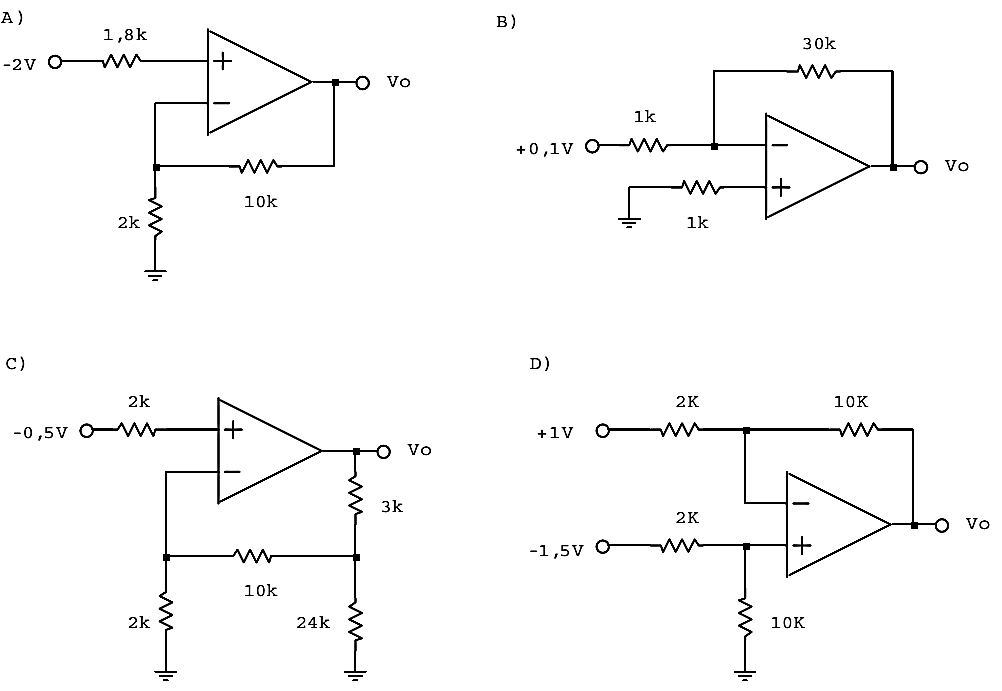 A)
1,8k
-2V
+
-
Vo
10k
2k
B)
30k
1k
+0,1V
-
+
Vo
1k
C)
2k
-0,5V
+
-
Vo
3k
10k
2k
24k
D)
2K
10K
+1V
-
2K
-1,5V
+
Vo
10K